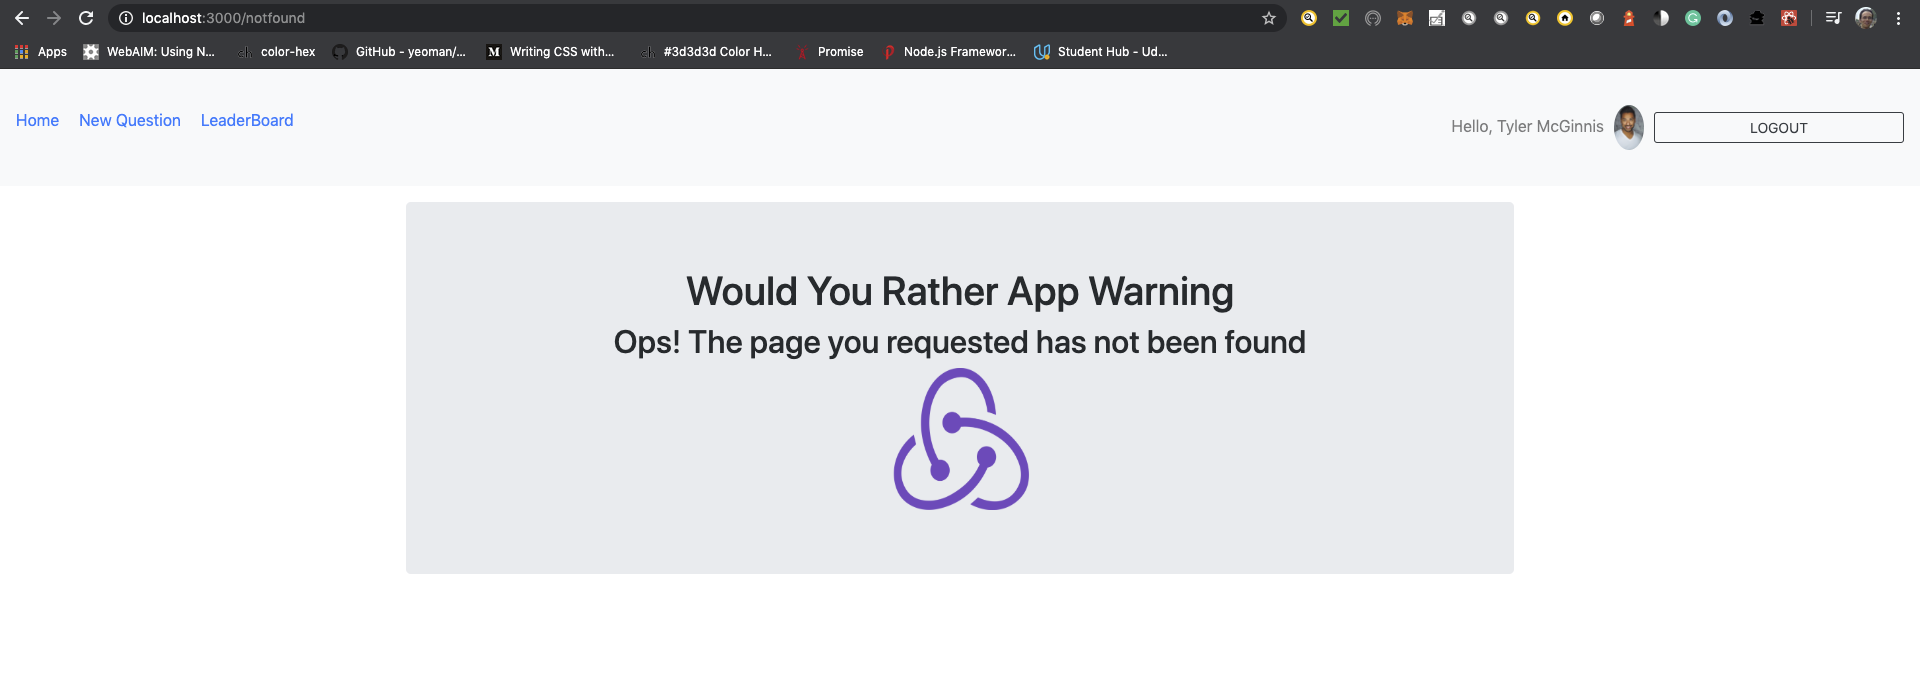 localhost:3000/notfound
Apps WebAIM: Using N... color-hex GitHub - yeoman/... Writing CSS with... #3d3d3d Color H... Promise Node.js Framewor... Student Hub - Ud...
Home New Question LeaderBoard Hello, Tyler McGinnis LOGOUT
Would You Rather App Warning
Ops! The page you requested has not been found